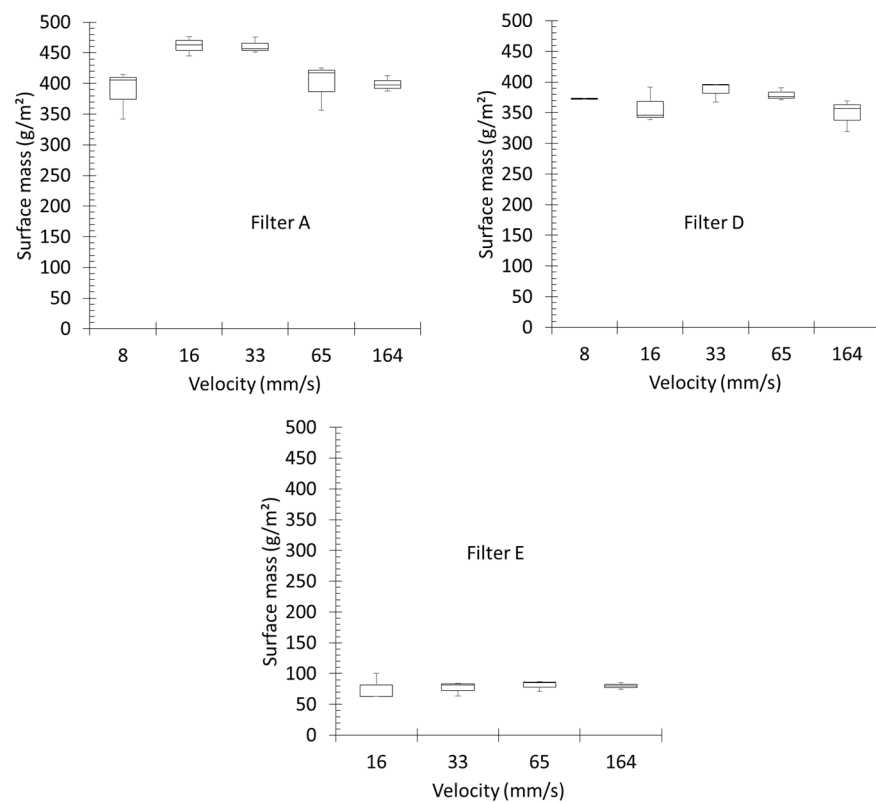 Surface mass (g/m²)
500
450
400
350
300
250
200
150
100
50
0
Filter A
8 16 33 65 164
Velocity (mm/s)
Surface mass (g/m²)
500
450
400
350
300
250
200
150
100
50
0
Filter D
8 16 33 65 164
Velocity (mm/s)
Surface mass (g/m²)
500
450
400
350
300
250
200
150
100
50
0
Filter E
16 33 65 164
Velocity (mm/s)